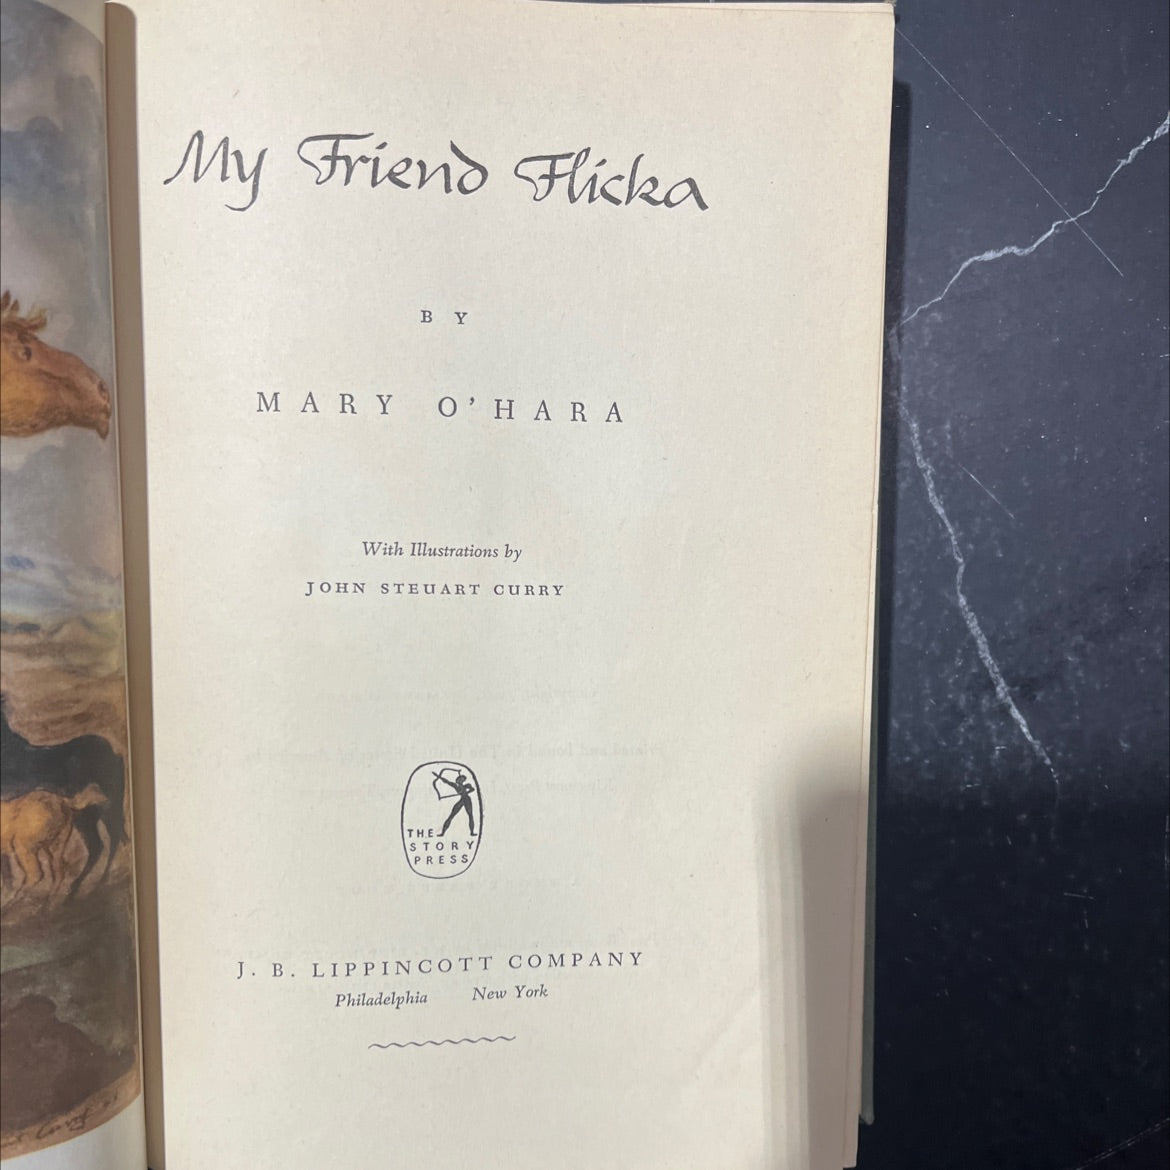 My Friend Flicka
BY
MARY O'HARA
With Illustrations by
JOHN STEUART CURRY
THE
STORY
PRESS
J. B. LIPPINCOTT COMPANY
Philadelphia New York